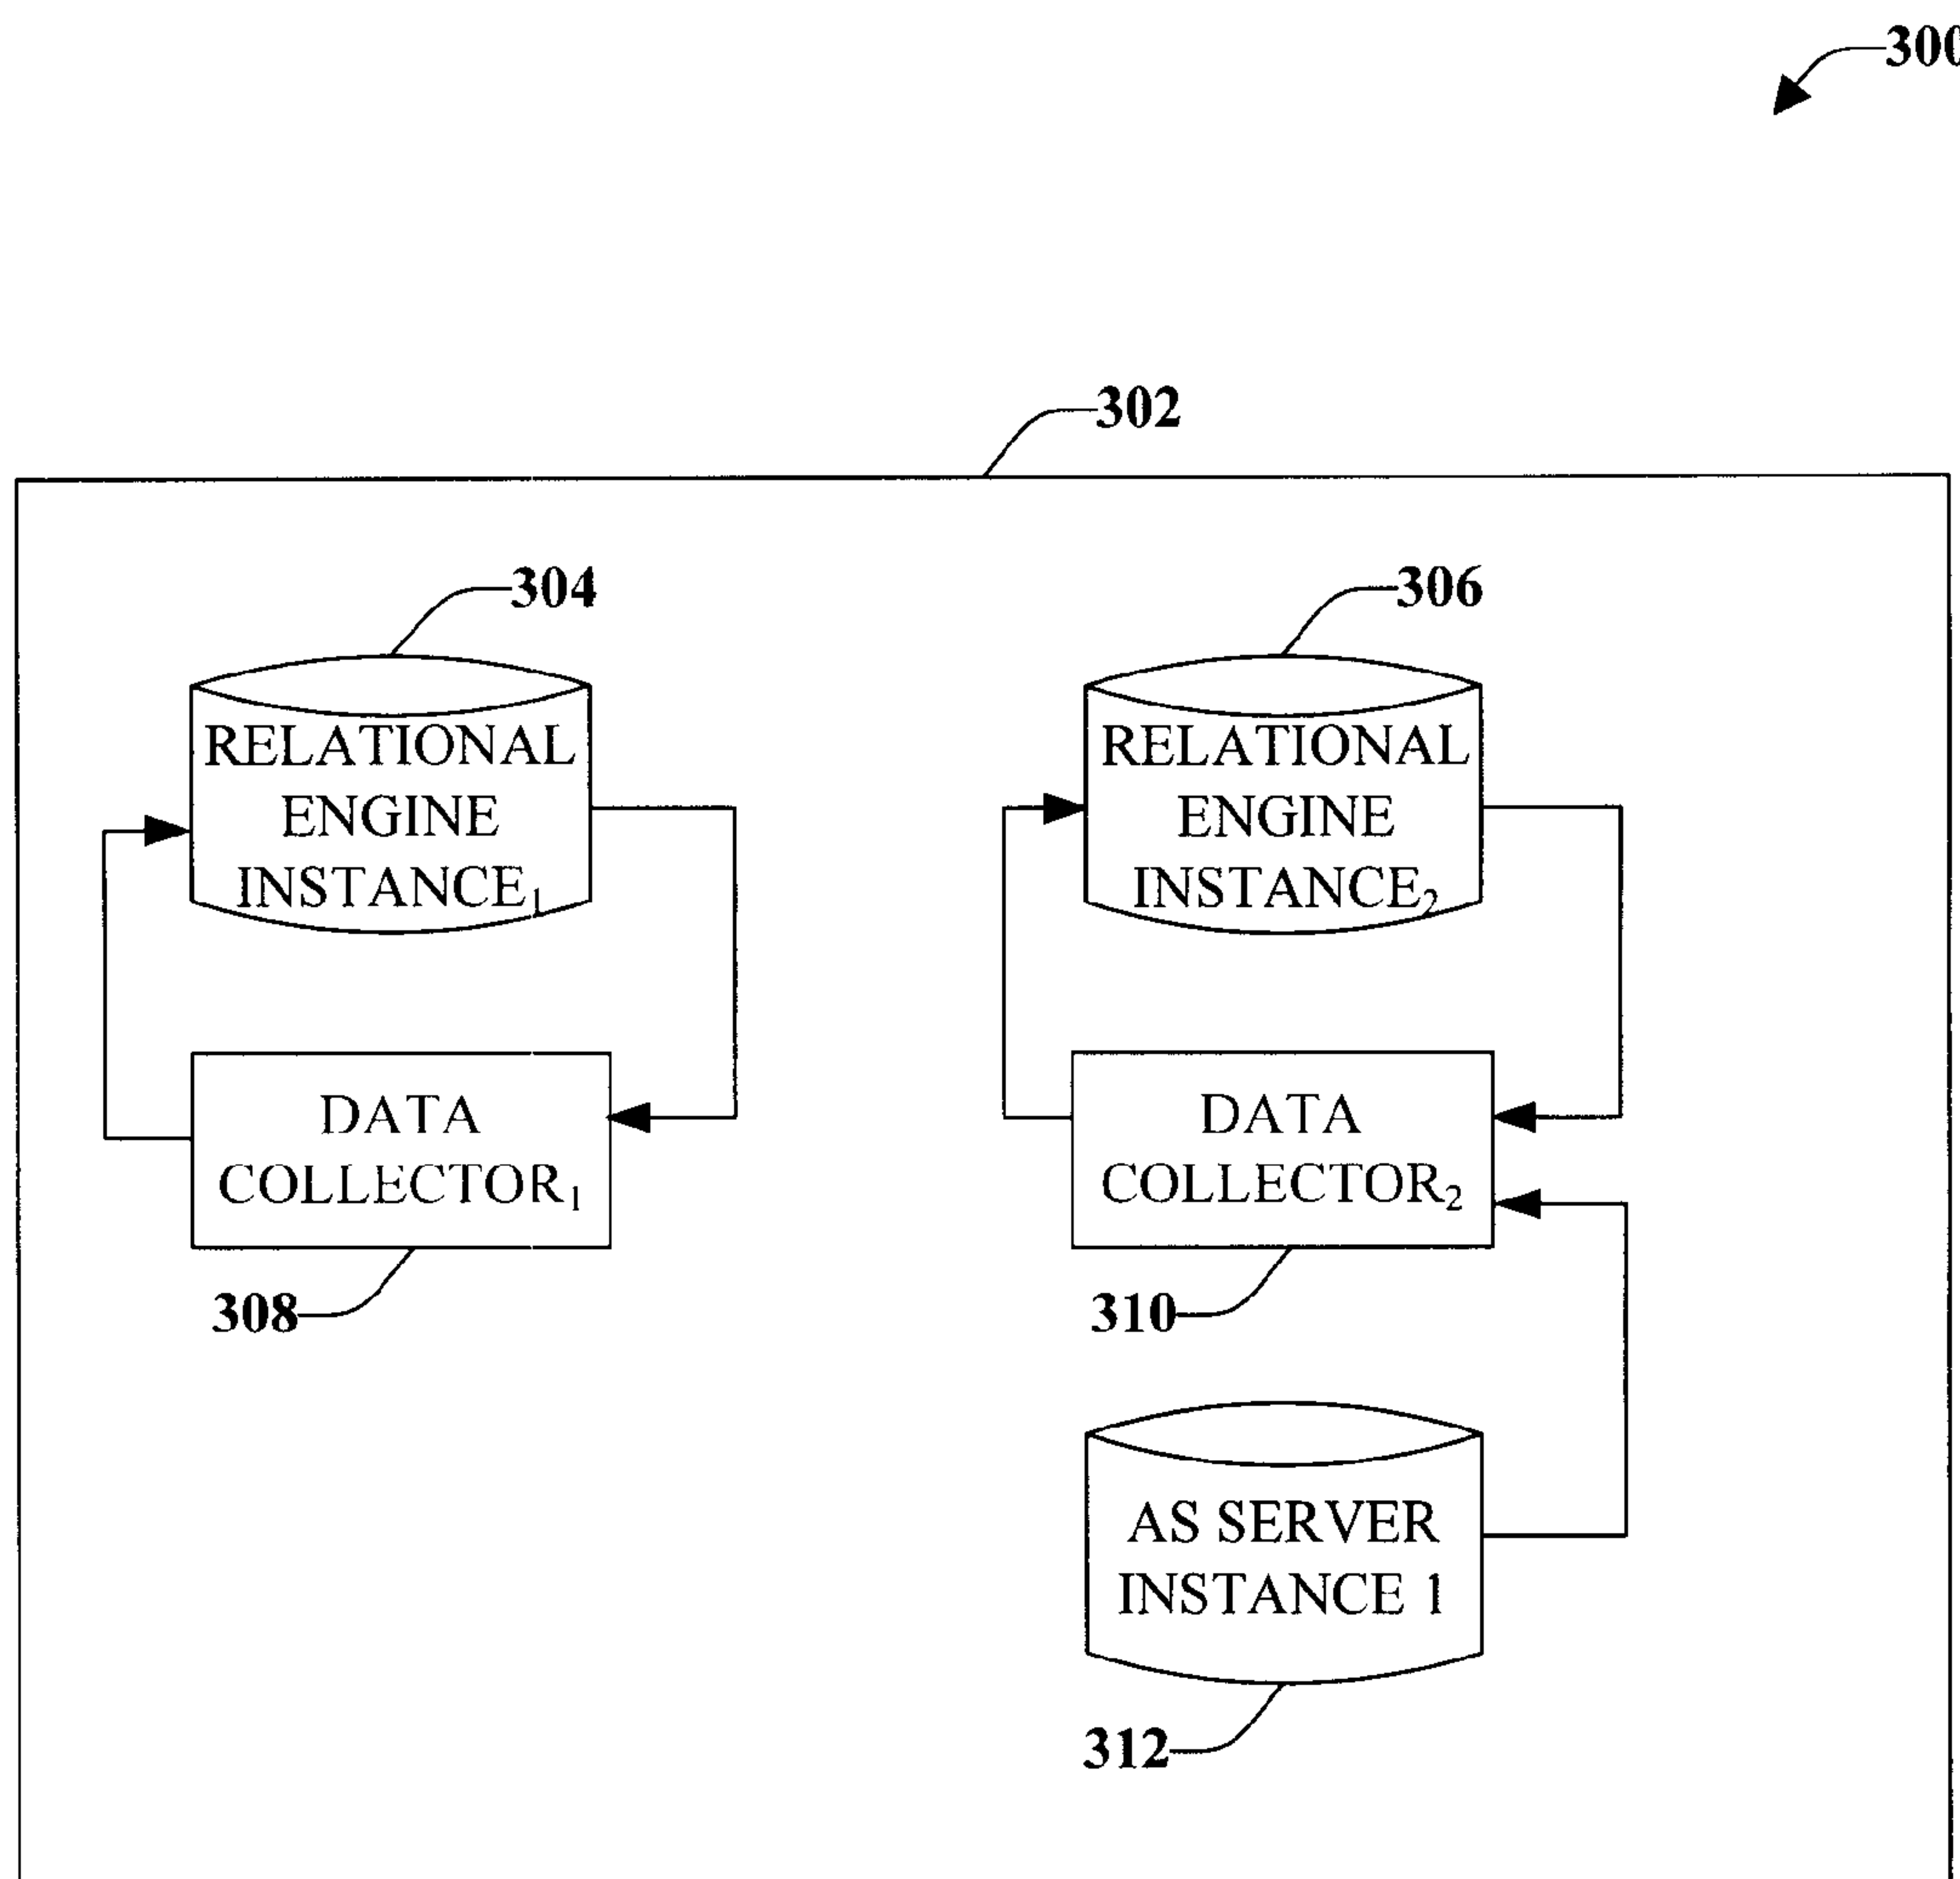 300
302
304
306
RELATIONAL
ENGINE
INSTANCE₁
RELATIONAL
ENGINE
INSTANCE₂
DATA
COLLECTOR₁
DATA
COLLECTOR₂
308
310
AS SERVER
INSTANCE 1
312